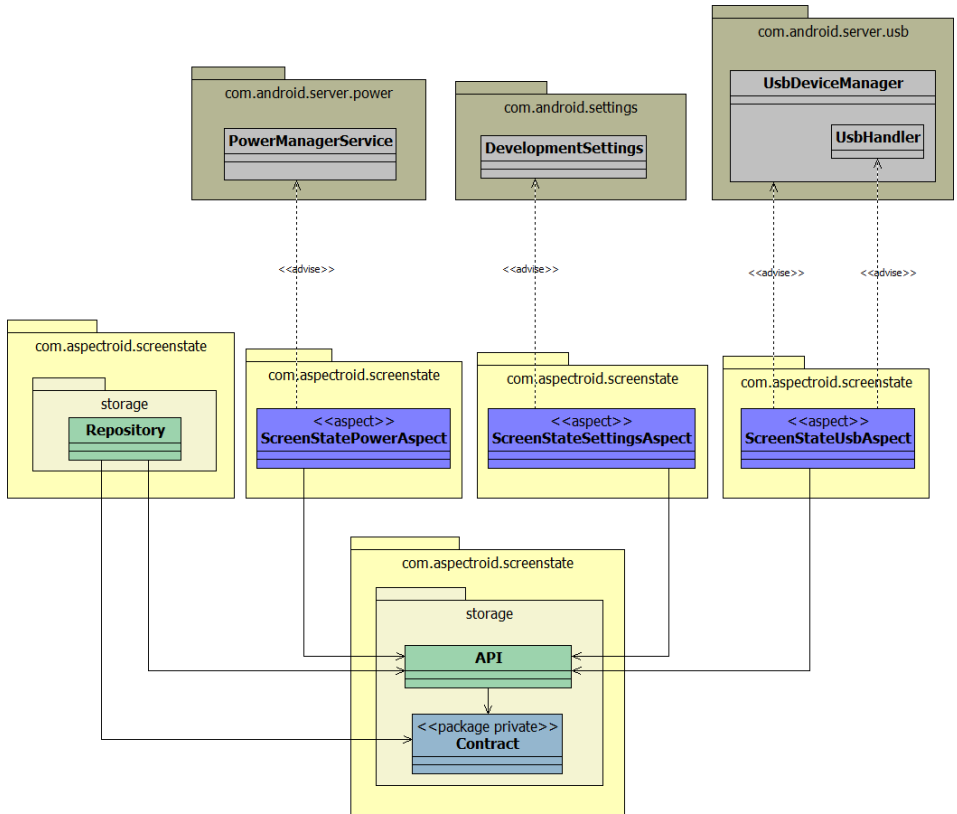 com.android.server.usb
UsbDeviceManager
UsbHandler
com.android.server.power
PowerManagerService
com.android.settings
DevelopmentSettings
<<advise>>
<<advise>>
<<advise>>
<<advise>>
com.aspectroid.screenstate
storage
Repository
com.aspectroid.screenstate
<<aspect>>
ScreenStatePowerAspect
com.aspectroid.screenstate
<<aspect>>
ScreenStateSettingsAspect
com.aspectroid.screenstate
<<aspect>>
ScreenStateUsbAspect
com.aspectroid.screenstate
storage
API
<<package private>>
Contract